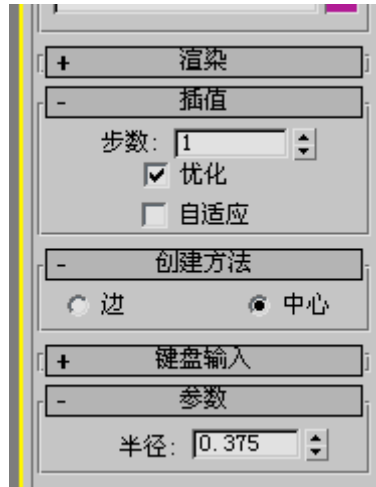 + 渲染
- 插值
步数: 1
优化
自适应
- 创建方法
边 中心
+ 键盘输入
- 参数
半径: 0.375